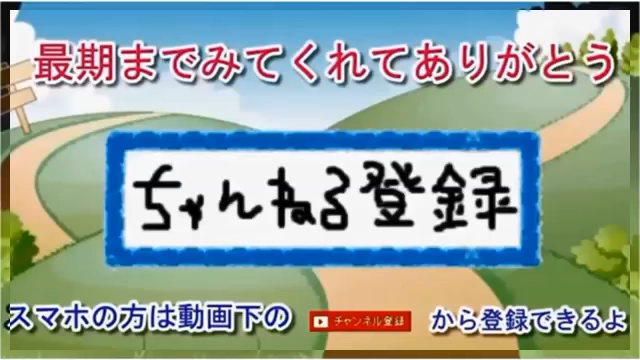 最期までみてくれてありがとう
ちゃんねる登録
スマホの方は動画下の チャンネル登録 から登録できるよ